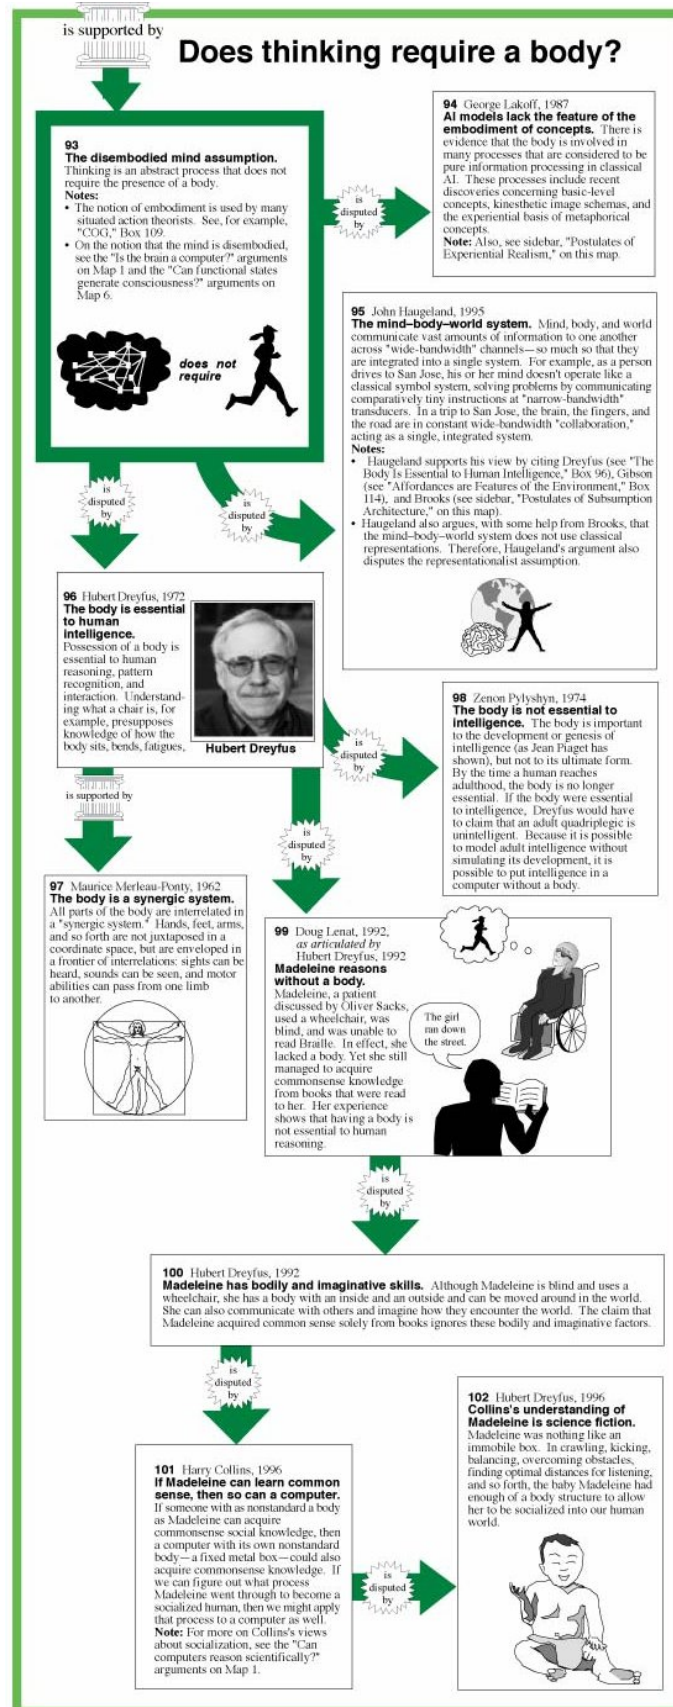 is supported by
Does thinking require a body?
93
The disembodied mind assumption.
Thinking is an abstract process that does not
require the presence of a body.
Notes:
• The notion of embodiment is used by many
situated action theorists. See, for example,
"COG," Box 109.
• On the notion that the mind is disembodied,
see the "Is the brain a computer?" arguments
on Map 1 and the "Can functional states
generate consciousness?" arguments on
Map 6.
does not
require
is
disputed
by
94 George Lakoff, 1987
AI models lack the feature of the
embodiment of concepts. There is
evidence that the body is involved in
many processes that are considered to be
pure information processing in classical
AI. These processes include recent
discoveries concerning basic-level
concepts, kinesthetic image schemas, and
the experiential basis of metaphorical
concepts.
Note: Also, see sidebar, "Postulates of
Experiential Realism," on this map.
is
disputed
by
is
disputed
by
95 John Haugeland, 1995
The mind–body–world system. Mind, body, and world
communicate vast amounts of information to one another
across "wide-bandwidth" channels—so much so that they
are integrated into a single system. For example, as a person
drives to San Jose, his or her mind doesn't operate like a
classical symbol system, solving problems by communicating
comparatively tiny instructions at "narrow-bandwidth"
transducers. In a trip to San Jose, the brain, the fingers, and
the road are in constant wide-bandwidth "collaboration,"
acting as a single, integrated system.
Notes:
• Haugeland supports his view by citing Dreyfus (see "The
Body Is Essential to Human Intelligence," Box 96), Gibson
(see "Affordances are Features of the Environment," Box
114), and Brooks (see sidebar, "Postulates of Subsumption
Architecture," on this map).
• Haugeland also argues, with some help from Brooks, that
the mind–body–world system does not use classical
representations. Therefore, Haugeland's argument also
disputes the representationalist assumption.
96 Hubert Dreyfus, 1972
The body is essential
to human
intelligence.
Possession of a body is
essential to human
reasoning, pattern
recognition, and
interaction. Understand-
ing what a chair is, for
example, presupposes
knowledge of how the
body sits, bends, fatigues,
Hubert Dreyfus
is supported by
is
disputed
by
is
disputed
by
98 Zenon Pylyshyn, 1974
The body is not essential to
intelligence. The body is important
to the development or genesis of
intelligence (as Jean Piaget has
shown), but not to its ultimate form.
By the time a human reaches
adulthood, the body is no longer
essential. If the body were essential
to intelligence, Dreyfus would have
to claim that an adult quadriplegic is
unintelligent. Because it is possible
to model adult intelligence without
simulating its development, it is
possible to put intelligence in a
computer without a body.
97 Maurice Merleau-Ponty, 1962
The body is a synergic system.
All parts of the body are interrelated in
a "synergic system." Hands, feet, arms,
and so forth are not juxtaposed in a
coordinate space, but are enveloped in
a frontier of interrelations: sights can be
heard, sounds can be seen, and motor
abilities can pass from one limb
to another.
99 Doug Lenat, 1992,
as articulated by
Hubert Dreyfus, 1992
Madeleine reasons
without a body.
Madeleine, a patient
discussed by Oliver Sacks,
used a wheelchair, was
blind, and was unable to
read Braille. In effect, she
lacked a body. Yet she still
managed to acquire
commonsense knowledge
from books that were read
to her. Her experience
shows that having a body is
not essential to human
reasoning.
The girl
ran down
the street.
is
disputed
by
100 Hubert Dreyfus, 1992
Madeleine has bodily and imaginative skills. Although Madeleine is blind and uses a
wheelchair, she has a body with an inside and an outside and can be moved around in the world.
She can also communicate with others and imagine how they encounter the world. The claim that
Madeleine acquired common sense solely from books ignores these bodily and imaginative factors.
is
disputed
by
101 Harry Collins, 1996
If Madeleine can learn common
sense, then so can a computer.
If someone with as nonstandard a body
as Madeleine can acquire
commonsense social knowledge, then
a computer with its own nonstandard
body—a fixed metal box—could also
acquire commonsense knowledge. If
we can figure out what process
Madeleine went through to become a
socialized human, then we might apply
that process to a computer as well.
Note: For more on Collins's views
about socialization, see the "Can
computers reason scientifically?"
arguments on Map 1.
is
disputed
by
102 Hubert Dreyfus, 1996
Collins's understanding of
Madeleine is science fiction.
Madeleine was nothing like an
immobile box. In crawling, kicking,
balancing, overcoming obstacles,
finding optimal distances for listening,
and so forth, the baby Madeleine had
enough of a body structure to allow
her to be socialized into our human
world.